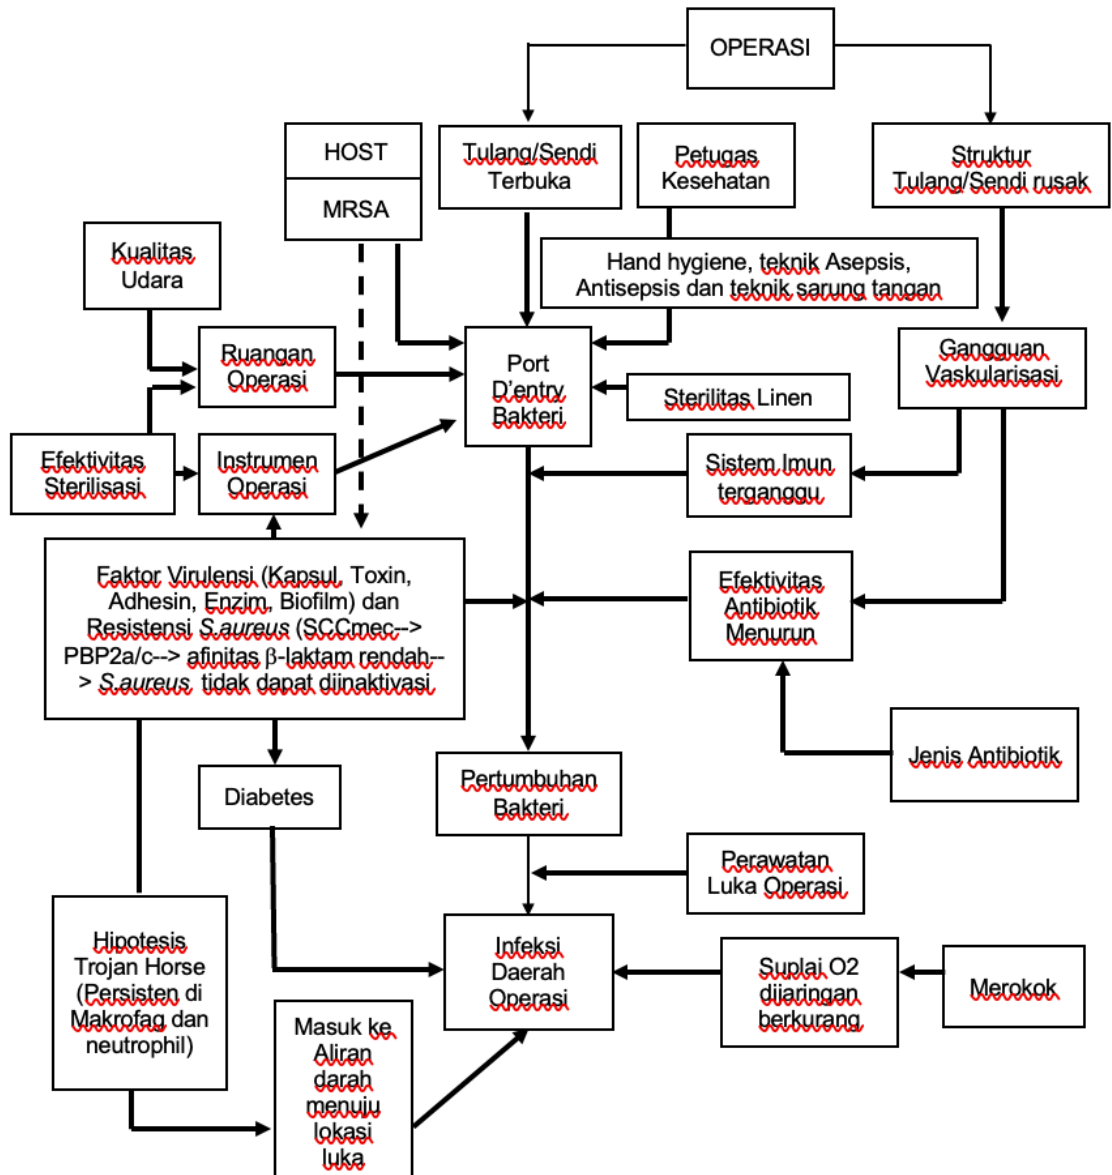 OPERASI
HOST
MRSA
Tulang/Sendi
Terbuka
Petugas
Kesehatan
Struktur
Tulang/Sendi rusak
Kualitas
Udara
Hand hygiene, teknik Asepsis,
Antisepsis dan teknik sarung tangan
Ruangan
Operasi
Port
D'entry
Bakteri
Gangguan
Vaskularisasi
Sterilitas Linen
Efektivitas
Sterilisasi
Instrumen
Operasi
Sistem Imun
terganggu
Faktor Virulensi (Kapsul, Toxin,
Adhesin, Enzim, Biofilm) dan
Resistensi S.aureus (SCCmec-->
PBP2a/c--> afinitas β-laktam rendah--
> S.aureus tidak dapat diinaktivasi
Efektivitas
Antibiotik
Menurun
Jenis Antibiotik
Diabetes
Pertumbuhan
Bakteri
Perawatan
Luka Operasi
Hipotesis
Trojan Horse
(Persisten di
Makrofag dan
neutrophil)
Infeksi
Daerah
Operasi
Suplai O2
dijaringan
berkurang
Merokok
Masuk ke
Aliran
darah
menuju
lokasi
luka